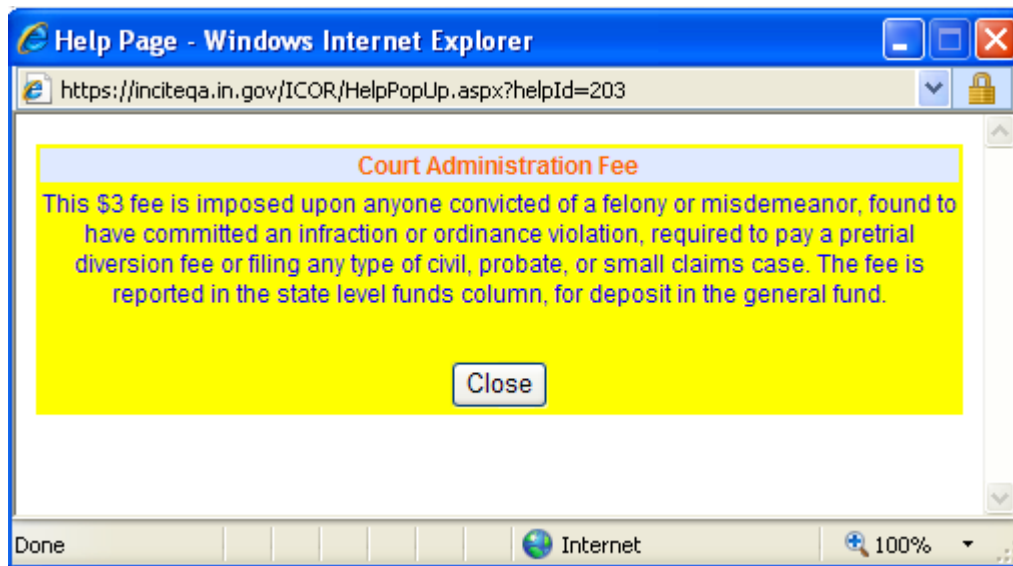 Help Page - Windows Internet Explorer
https://inciteqa.in.gov/ICOR/HelpPopUp.aspx?helpId=203
Court Administration Fee
This $3 fee is imposed upon anyone convicted of a felony or misdemeanor, found to
have committed an infraction or ordinance violation, required to pay a pretrial
diversion fee or filing any type of civil, probate, or small claims case. The fee is
reported in the state level funds column, for deposit in the general fund.
Close
Done Internet 100%